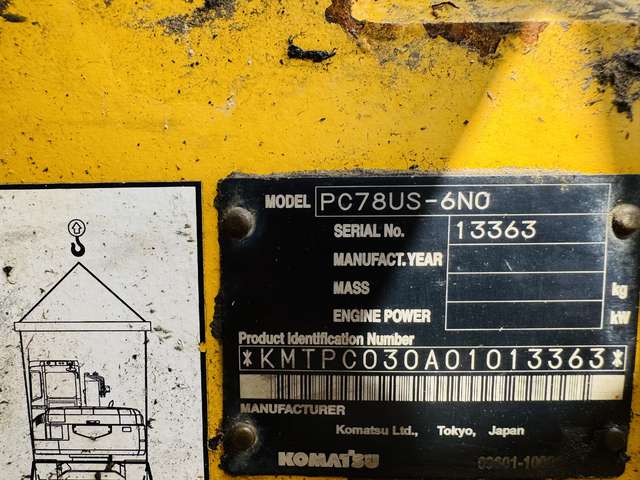 MODEL PC78US-6N0
SERIAL No. 13363
MANUFACT.YEAR
MASS kg
ENGINE POWER kW
Product Identification Number
*KMTPC030A01013363*
MANUFACTURER
Komatsu Ltd., Tokyo, Japan
KOMATSU